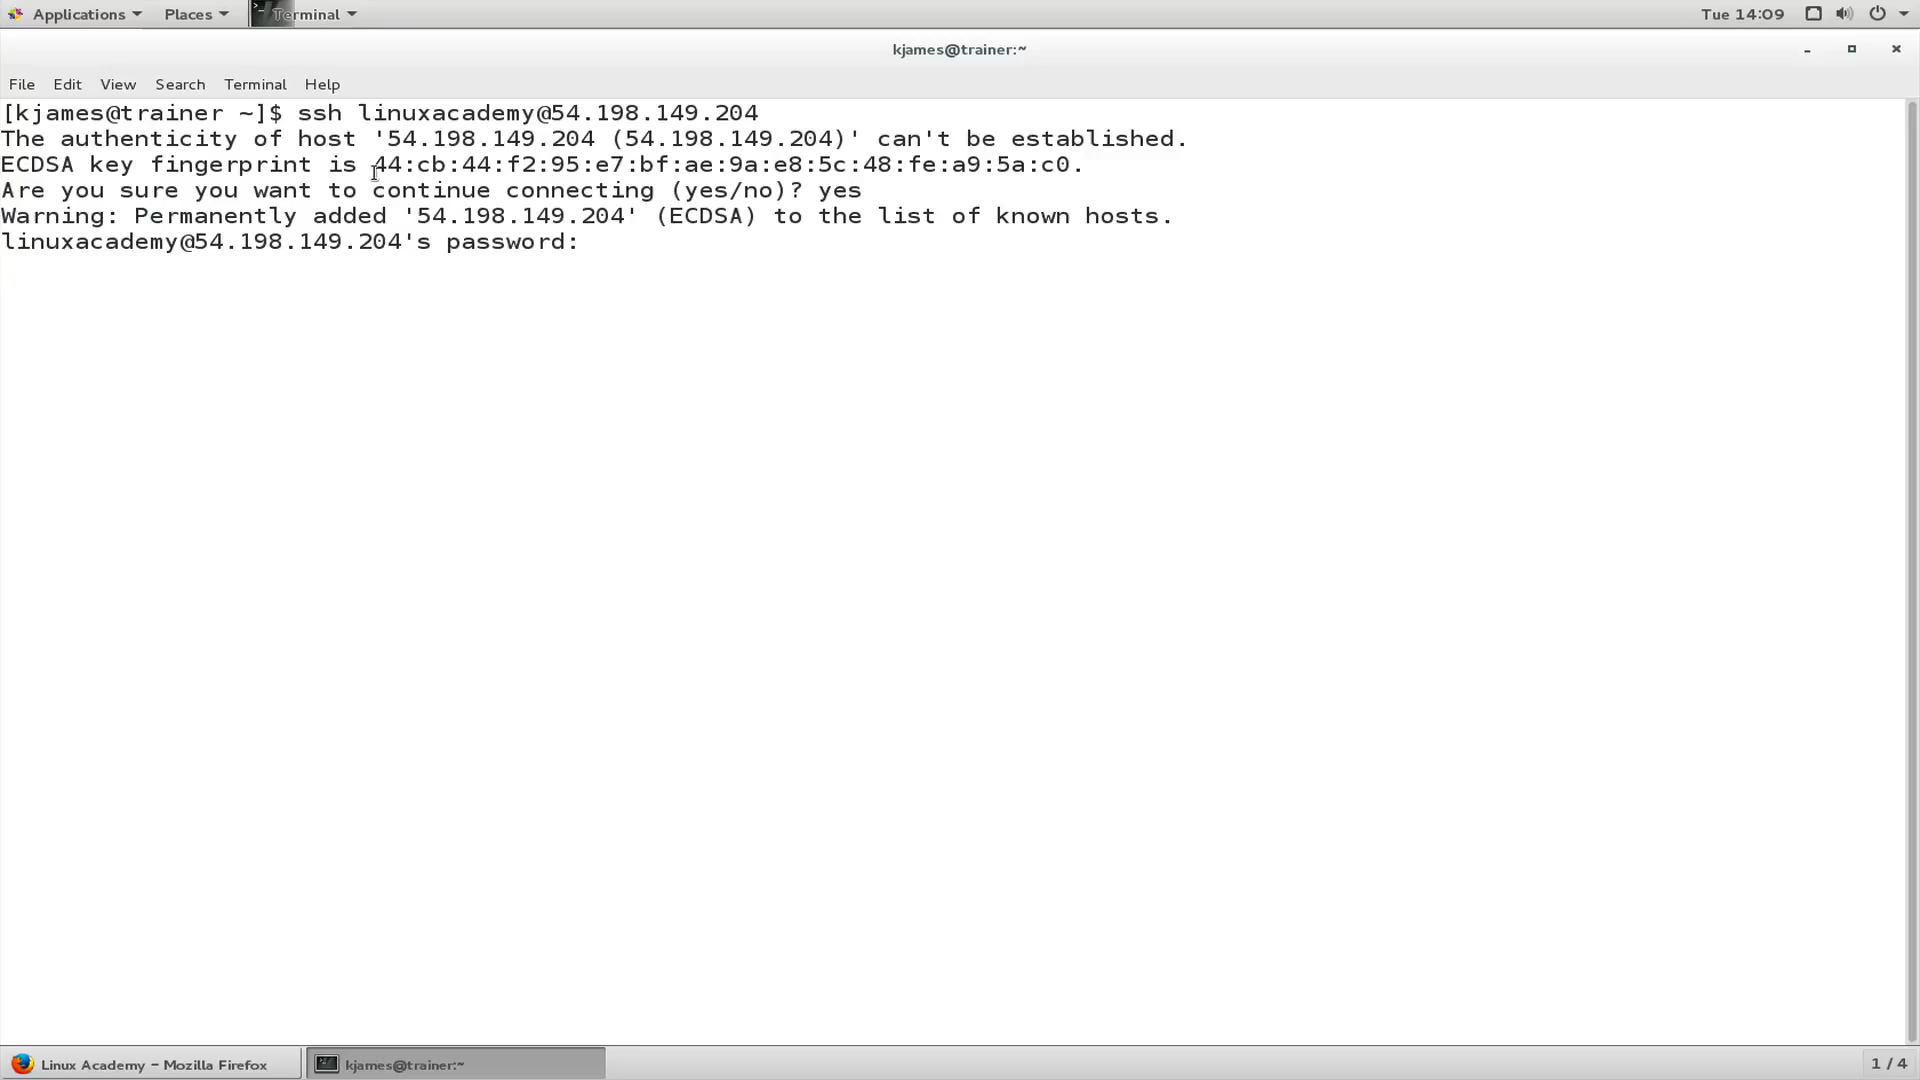 Applications Places Terminal Tue 14:09
kjames@trainer:~
File Edit View Search Terminal Help
[kjames@trainer ~]$ ssh linuxacademy@54.198.149.204
The authenticity of host '54.198.149.204 (54.198.149.204)' can't be established.
ECDSA key fingerprint is 44:cb:44:f2:95:e7:bf:ae:9a:e8:5c:48:fe:a9:5a:c0.
Are you sure you want to continue connecting (yes/no)? yes
Warning: Permanently added '54.198.149.204' (ECDSA) to the list of known hosts.
linuxacademy@54.198.149.204's password:
Linux Academy - Mozilla Firefox kjames@trainer:~ 1 / 4